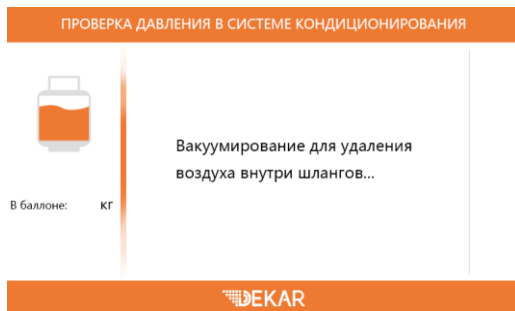 ПРОВЕРКА ДАВЛЕНИЯ В СИСТЕМЕ КОНДИЦИОНИРОВАНИЯ
Вакуумирование для удаления
воздуха внутри шлангов...
В баллоне: кг
DEKAR